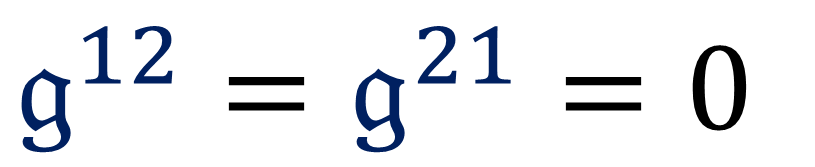 𝔤¹² = 𝔤²¹ = 0